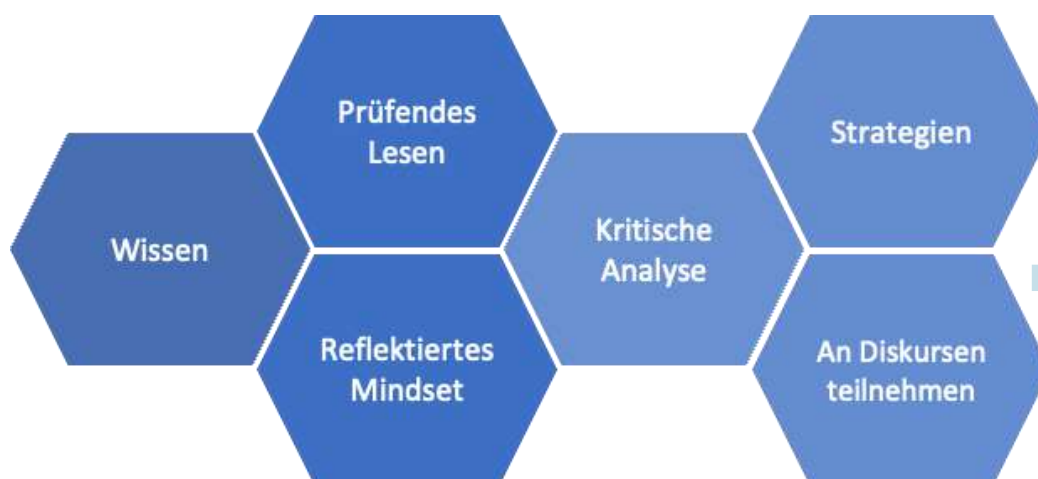 Wissen
Prüfendes
Lesen
Reflektiertes
Mindset
Kritische
Analyse
Strategien
An Diskursen
teilnehmen